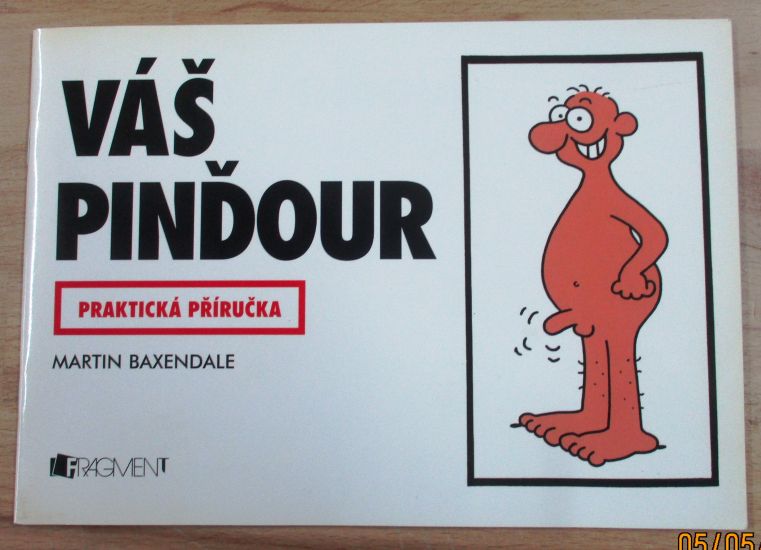 VÁŠ
PINĎOUR
PRAKTICKÁ PŘÍRUČKA
MARTIN BAXENDALE
FRAGMENT
05/05/